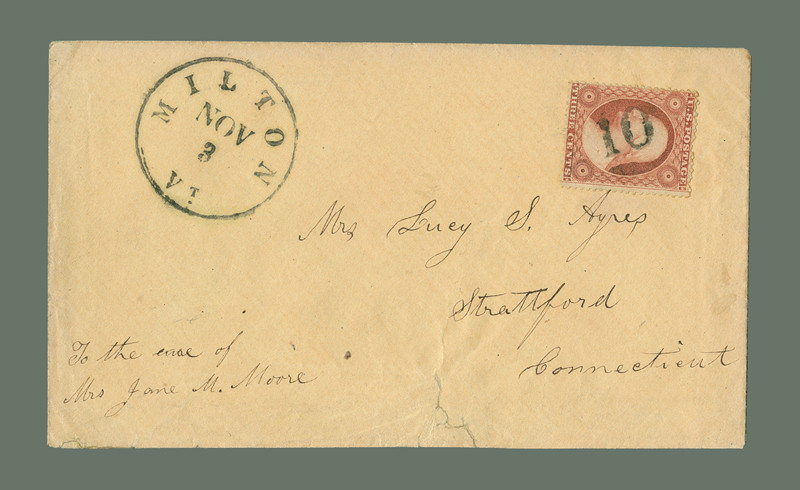 MILTON
NOV
3
Vt
THREE CENTS
U.S. POSTAGE
10
Mrs Lucy S. Ayres
Strattford
Connecticut
To the care of
Mrs Jane M. Moore